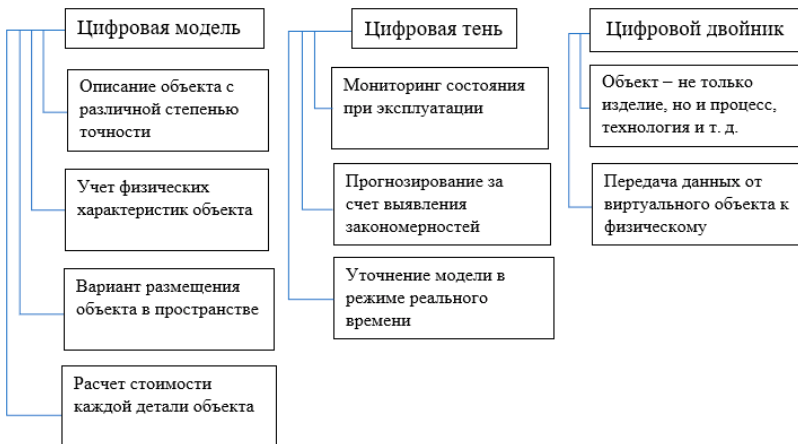 Цифровая модель
Описание объекта с
различной степенью
точности
Учет физических
характеристик объекта
Вариант размещения
объекта в пространстве
Расчет стоимости
каждой детали объекта
Цифровая тень
Мониторинг состояния
при эксплуатации
Прогнозирование за
счет выявления
закономерностей
Уточнение модели в
режиме реального
времени
Цифровой двойник
Объект – не только
изделие, но и процесс,
технология и т. д.
Передача данных от
виртуального объекта к
физическому